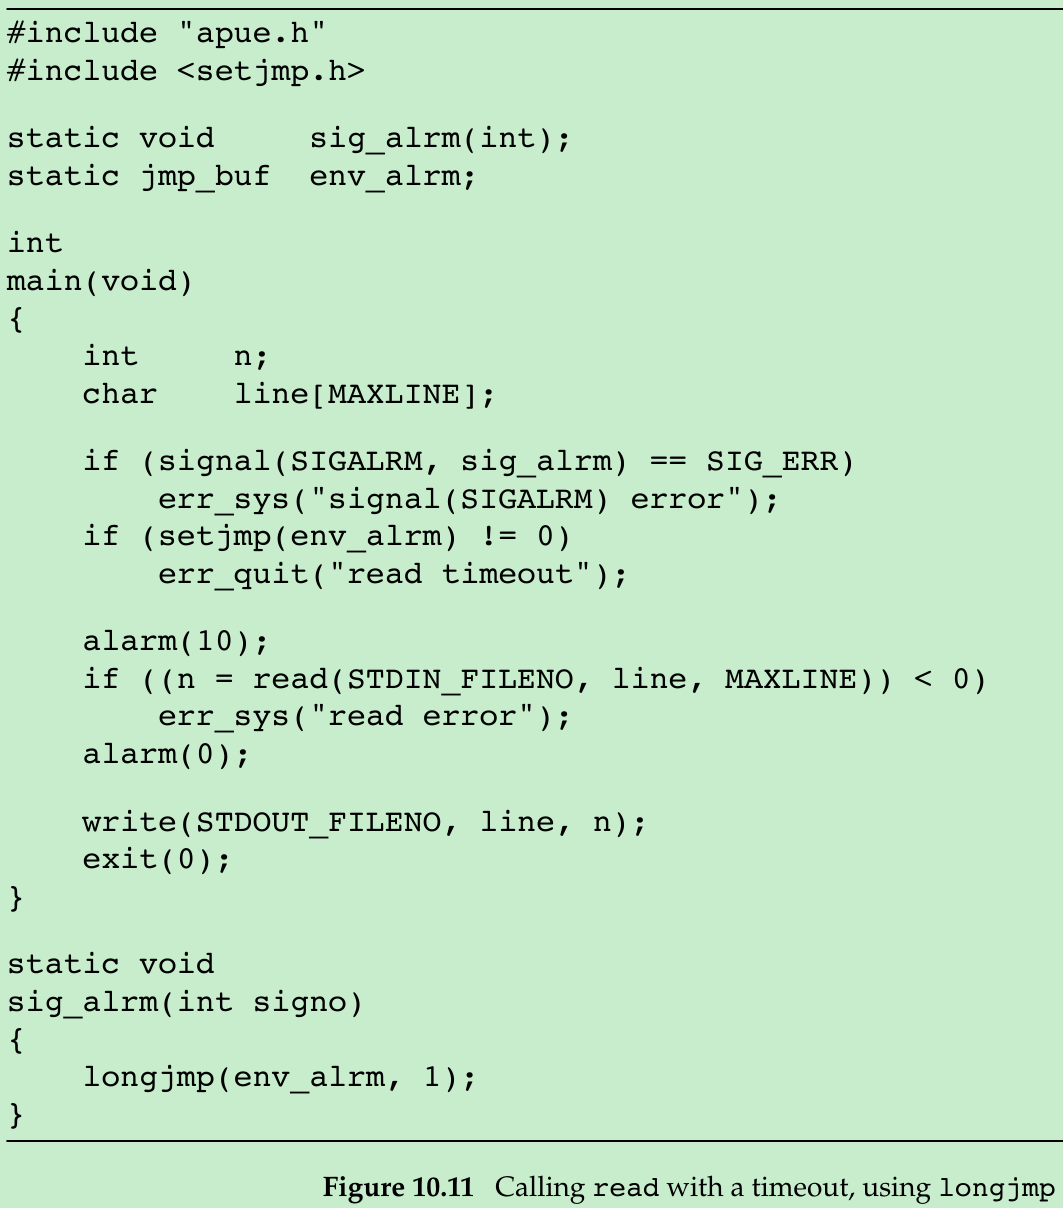 #include "apue.h"
#include <setjmp.h>
static void     sig_alrm(int);
static jmp_buf  env_alrm;
int
main(void)
{
    int     n;
    char    line[MAXLINE];
    if (signal(SIGALRM, sig_alrm) == SIG_ERR)
        err_sys("signal(SIGALRM) error");
    if (setjmp(env_alrm) != 0)
        err_quit("read timeout");
    alarm(10);
    if ((n = read(STDIN_FILENO, line, MAXLINE)) < 0)
        err_sys("read error");
    alarm(0);
    write(STDOUT_FILENO, line, n);
    exit(0);
}
static void
sig_alrm(int signo)
{
    longjmp(env_alrm, 1);
}
Figure 10.11   Calling read with a timeout, using longjmp